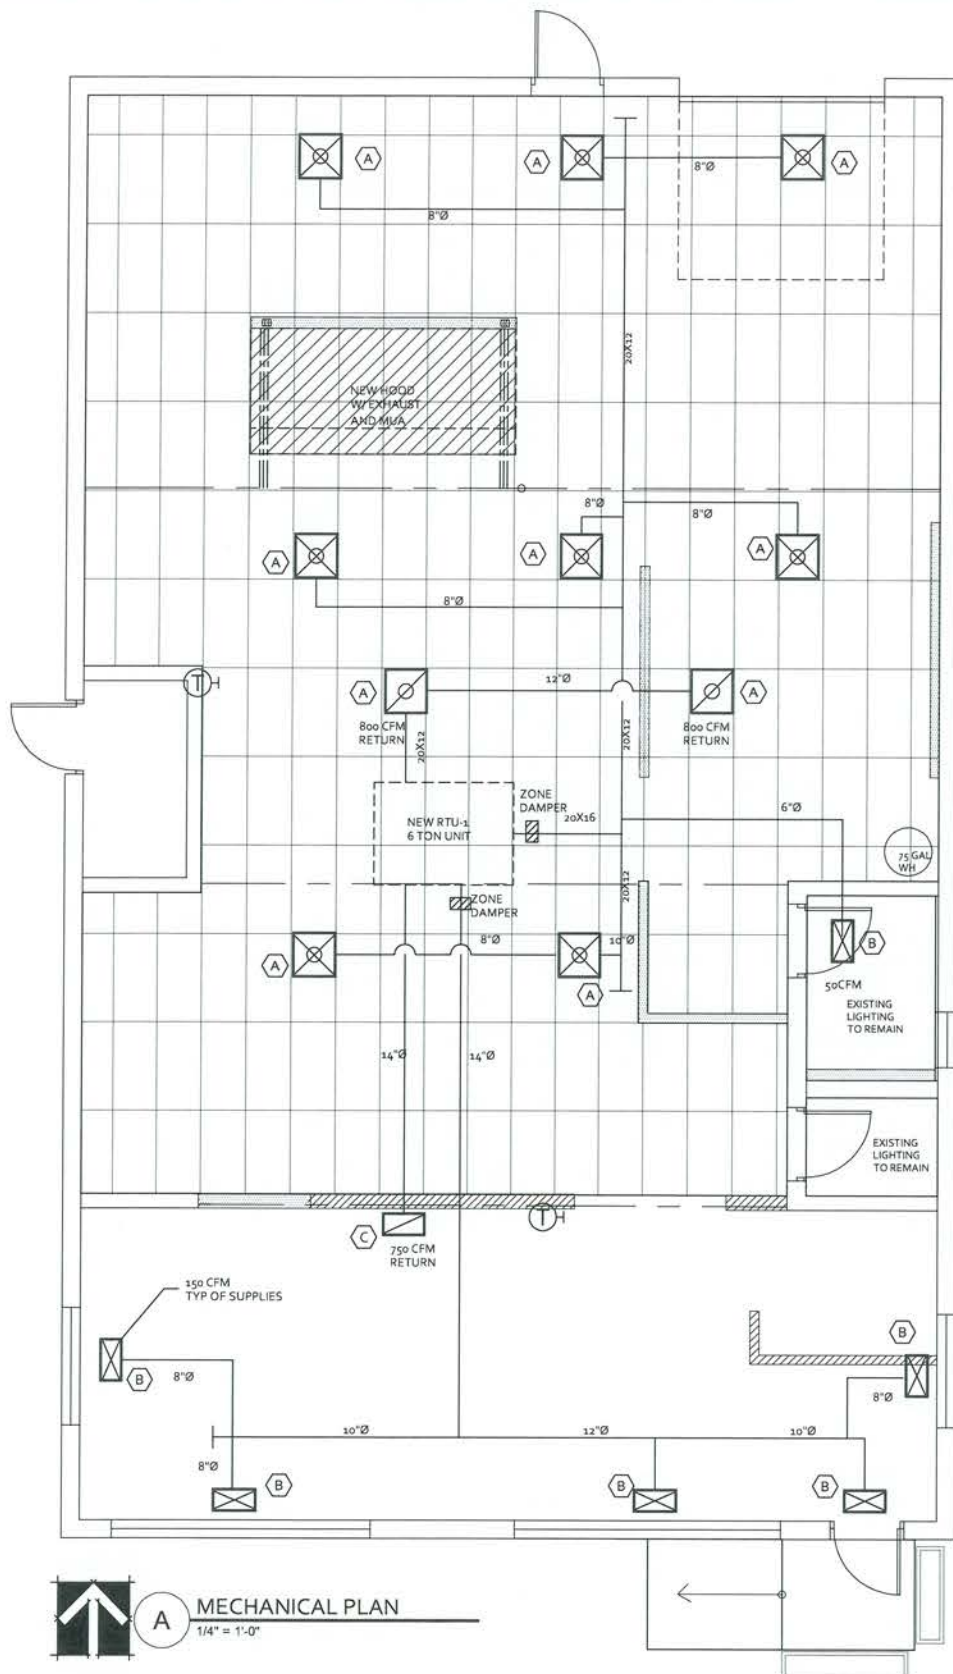 A
A
A
8"Ø
8"Ø
20X12
NEW HOOD
W/ EXHAUST
AND MUA
8"Ø
8"Ø
A
A
A
8"Ø
T
A
12"Ø
A
800 CFM
RETURN
20X12
20X12
800 CFM
RETURN
ZONE
DAMPER
20X16
6"Ø
NEW RTU-1
6 TON UNIT
75 GAL
WH
20X12
ZONE
DAMPER
8"Ø
10"Ø
A
A
B
50CFM
EXISTING
LIGHTING
TO REMAIN
14"Ø
14"Ø
EXISTING
LIGHTING
TO REMAIN
T
C
750 CFM
RETURN
150 CFM
TYP OF SUPPLIES
B
B
8"Ø
8"Ø
10"Ø
12"Ø
10"Ø
8"Ø
B
B
B
A
MECHANICAL PLAN
1/4" = 1'-0"